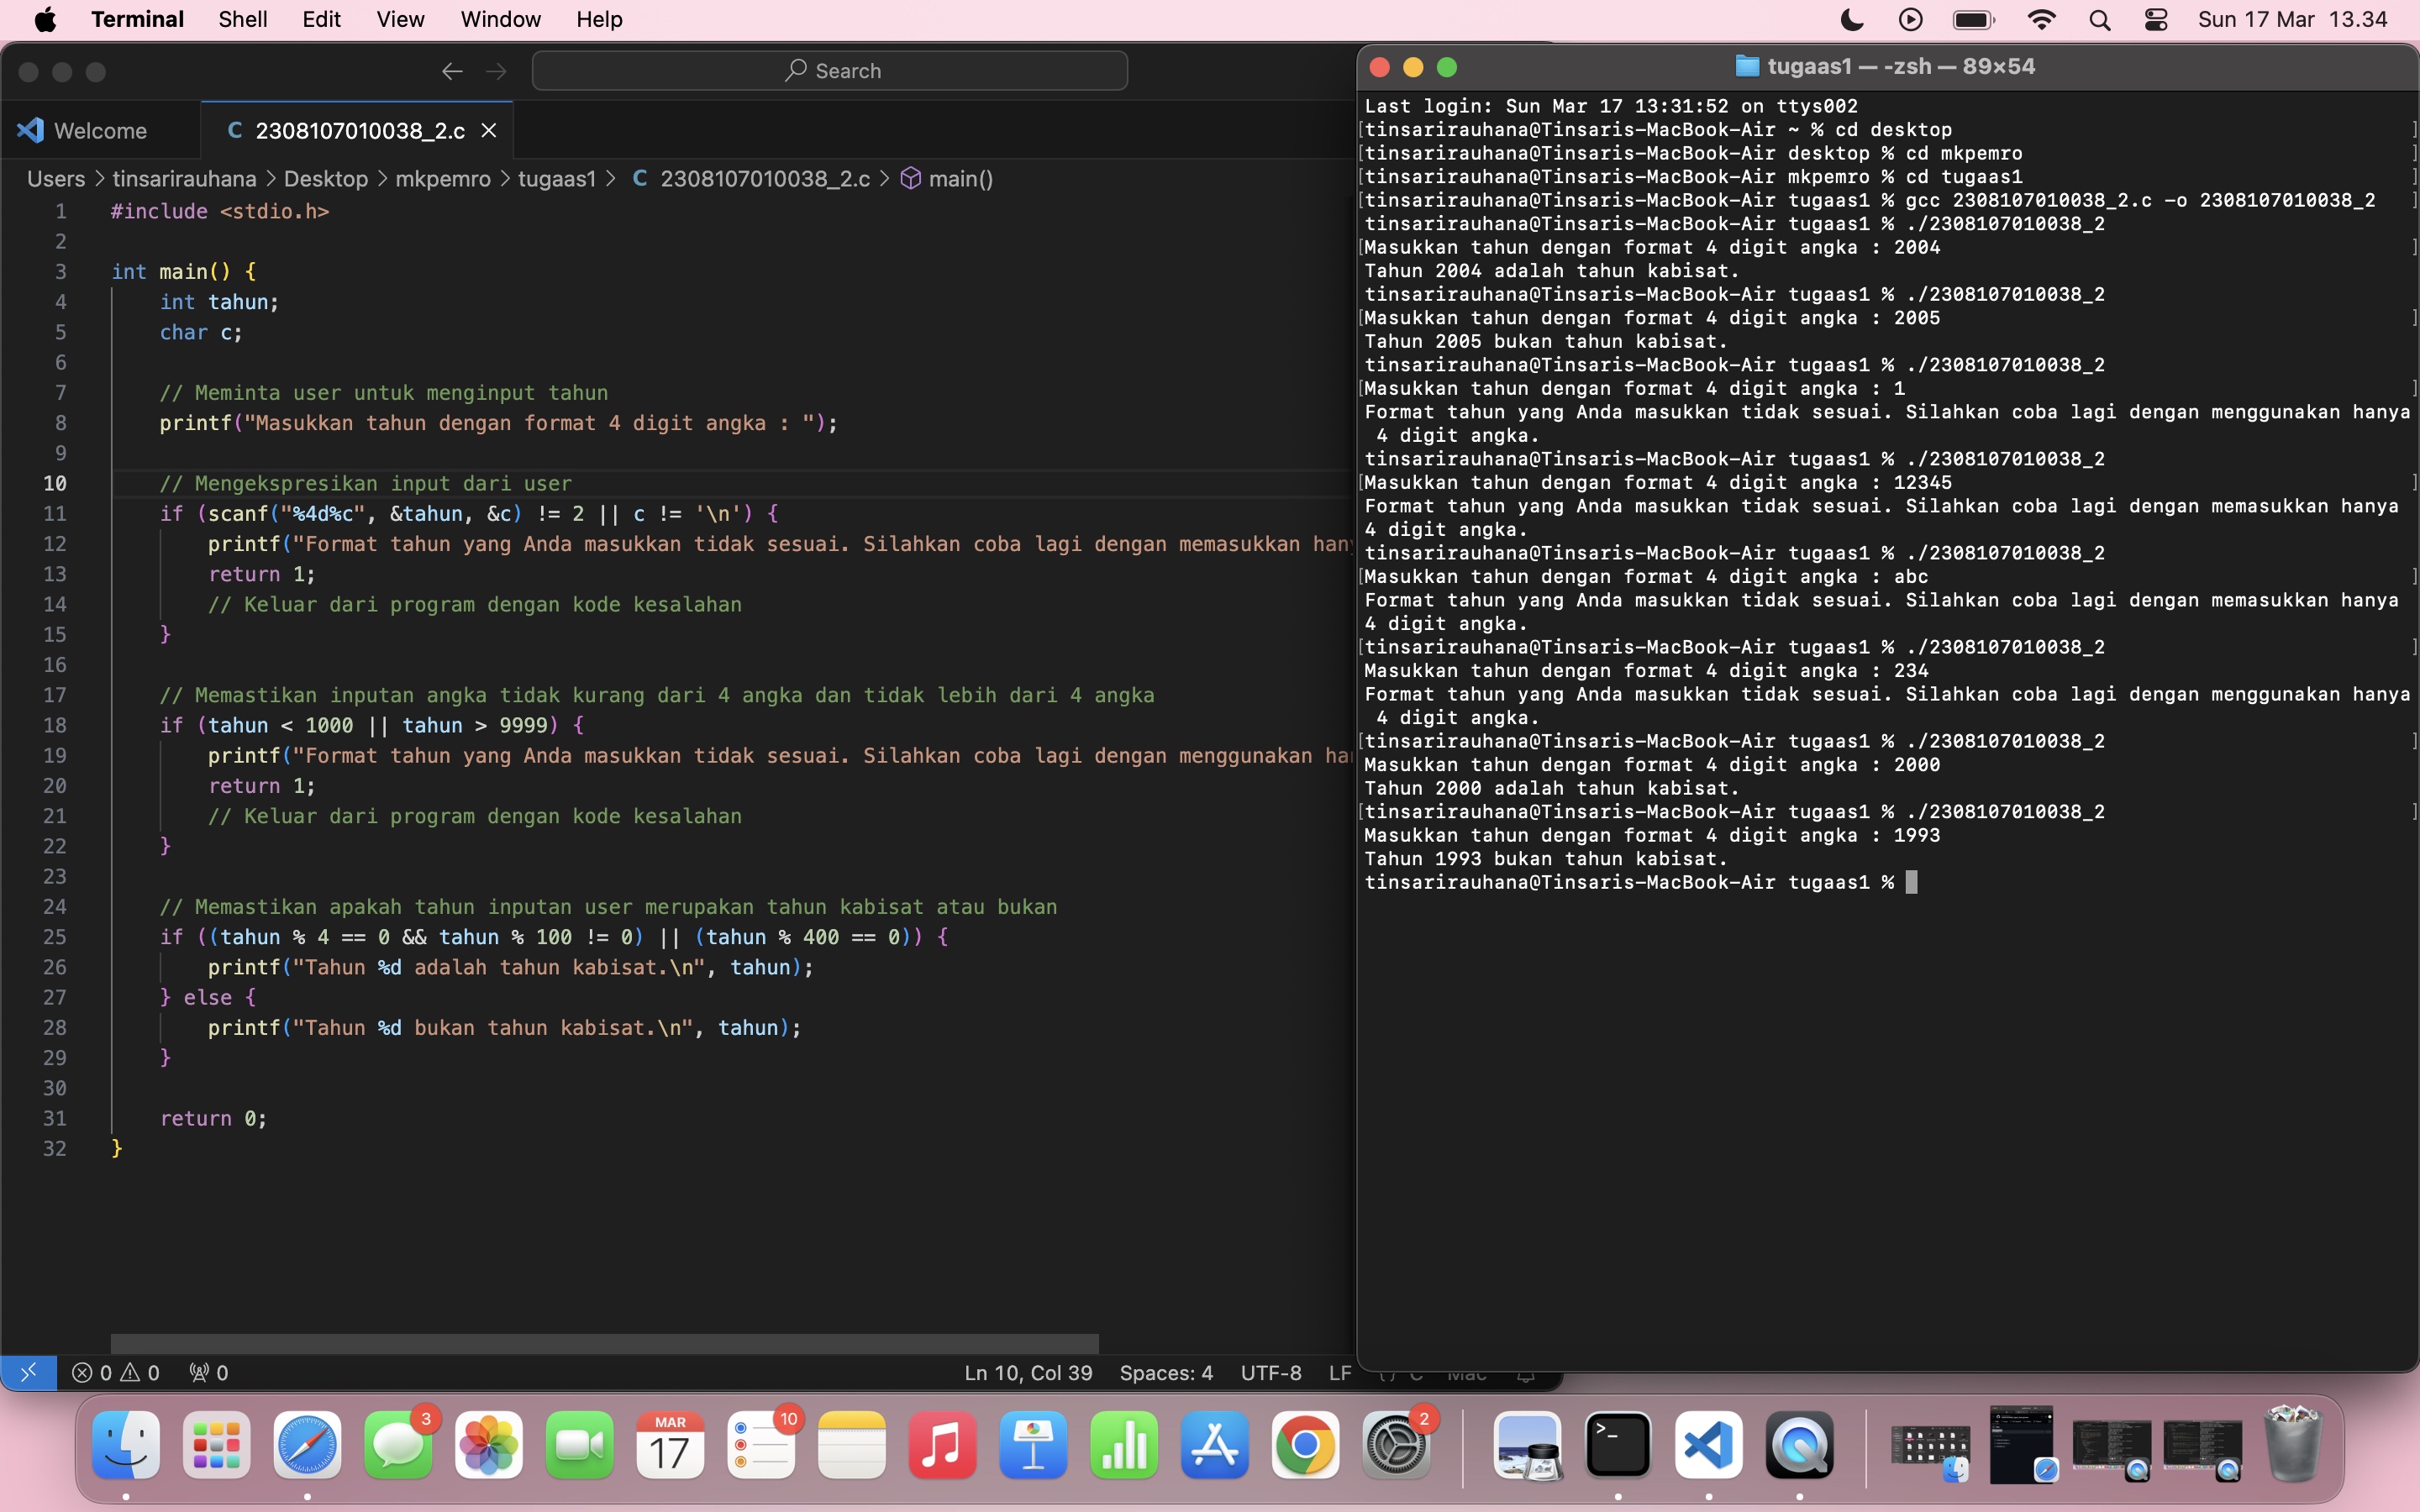 Terminal Shell Edit View Window Help Sun 17 Mar 13.34
Search
Welcome C 2308107010038_2.c
Users > tinsarirauhana > Desktop > mkpemro > tugaas1 > C 2308107010038_2.c > main()
1 #include <stdio.h>
2
3 int main() {
4 int tahun;
5 char c;
6
7 // Meminta user untuk menginput tahun
8 printf("Masukkan tahun dengan format 4 digit angka : ");
9
10 // Mengekspresikan input dari user
11 if (scanf("%4d%c", &tahun, &c) != 2 || c != '\n') {
12 printf("Format tahun yang Anda masukkan tidak sesuai. Silahkan coba lagi dengan memasukkan han
13 return 1;
14 // Keluar dari program dengan kode kesalahan
15 }
16
17 // Memastikan inputan angka tidak kurang dari 4 angka dan tidak lebih dari 4 angka
18 if (tahun < 1000 || tahun > 9999) {
19 printf("Format tahun yang Anda masukkan tidak sesuai. Silahkan coba lagi dengan menggunakan ha
20 return 1;
21 // Keluar dari program dengan kode kesalahan
22 }
23
24 // Memastikan apakah tahun inputan user merupakan tahun kabisat atau bukan
25 if ((tahun % 4 == 0 && tahun % 100 != 0) || (tahun % 400 == 0)) {
26 printf("Tahun %d adalah tahun kabisat.\n", tahun);
27 } else {
28 printf("Tahun %d bukan tahun kabisat.\n", tahun);
29 }
30
31 return 0;
32 }
0 0 0 Ln 10, Col 39 Spaces: 4 UTF-8 LF
tugaas1 — -zsh — 89×54
Last login: Sun Mar 17 13:31:52 on ttys002
[tinsarirauhana@Tinsaris-MacBook-Air ~ % cd desktop ]
[tinsarirauhana@Tinsaris-MacBook-Air desktop % cd mkpemro ]
[tinsarirauhana@Tinsaris-MacBook-Air mkpemro % cd tugaas1 ]
[tinsarirauhana@Tinsaris-MacBook-Air tugaas1 % gcc 2308107010038_2.c -o 2308107010038_2 ]
tinsarirauhana@Tinsaris-MacBook-Air tugaas1 % ./2308107010038_2
[Masukkan tahun dengan format 4 digit angka : 2004 ]
Tahun 2004 adalah tahun kabisat.
tinsarirauhana@Tinsaris-MacBook-Air tugaas1 % ./2308107010038_2
[Masukkan tahun dengan format 4 digit angka : 2005 ]
Tahun 2005 bukan tahun kabisat.
tinsarirauhana@Tinsaris-MacBook-Air tugaas1 % ./2308107010038_2
[Masukkan tahun dengan format 4 digit angka : 1 ]
Format tahun yang Anda masukkan tidak sesuai. Silahkan coba lagi dengan menggunakan hanya
4 digit angka.
tinsarirauhana@Tinsaris-MacBook-Air tugaas1 % ./2308107010038_2
[Masukkan tahun dengan format 4 digit angka : 12345 ]
Format tahun yang Anda masukkan tidak sesuai. Silahkan coba lagi dengan memasukkan hanya
4 digit angka.
tinsarirauhana@Tinsaris-MacBook-Air tugaas1 % ./2308107010038_2
[Masukkan tahun dengan format 4 digit angka : abc ]
Format tahun yang Anda masukkan tidak sesuai. Silahkan coba lagi dengan memasukkan hanya
4 digit angka.
[tinsarirauhana@Tinsaris-MacBook-Air tugaas1 % ./2308107010038_2 ]
Masukkan tahun dengan format 4 digit angka : 234
Format tahun yang Anda masukkan tidak sesuai. Silahkan coba lagi dengan menggunakan hanya
4 digit angka.
[tinsarirauhana@Tinsaris-MacBook-Air tugaas1 % ./2308107010038_2 ]
Masukkan tahun dengan format 4 digit angka : 2000
Tahun 2000 adalah tahun kabisat.
[tinsarirauhana@Tinsaris-MacBook-Air tugaas1 % ./2308107010038_2 ]
Masukkan tahun dengan format 4 digit angka : 1993
Tahun 1993 bukan tahun kabisat.
tinsarirauhana@Tinsaris-MacBook-Air tugaas1 %
3 MAR 17 10 2